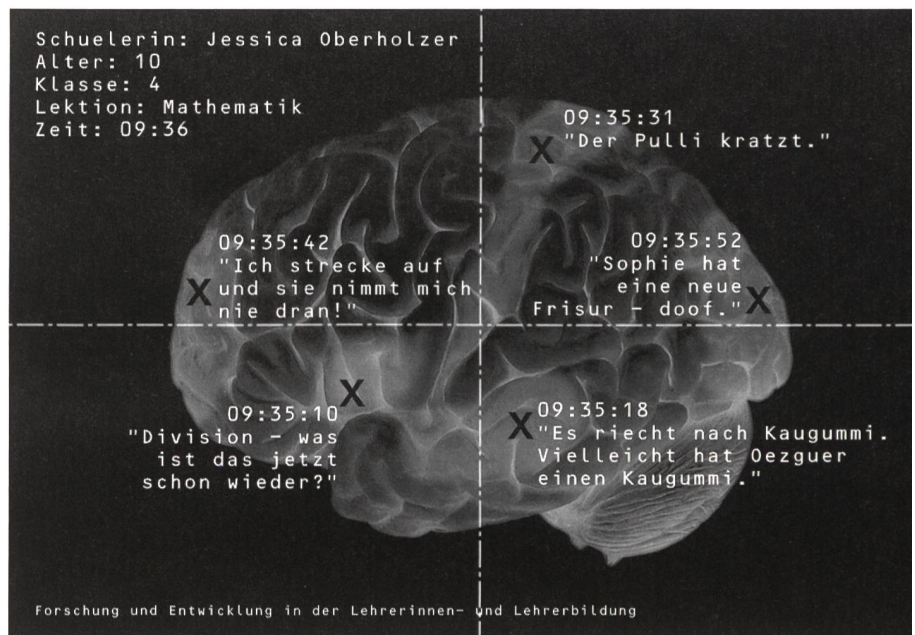 Schuelerin: Jessica Oberholzer
Alter: 10
Klasse: 4
Lektion: Mathematik
Zeit: 09:36
09:35:31
X "Der Pulli kratzt."
09:35:42
"Ich strecke auf
X und sie nimmt mich
nie dran!"
09:35:52
"Sophie hat
eine neue
Frisur – doof." X
X
09:35:10
"Division – was
ist das jetzt
schon wieder?"
09:35:18
X "Es riecht nach Kaugummi.
Vielleicht hat Oezguer
einen Kaugummi."
Forschung und Entwicklung in der Lehrerinnen- und Lehrerbildung